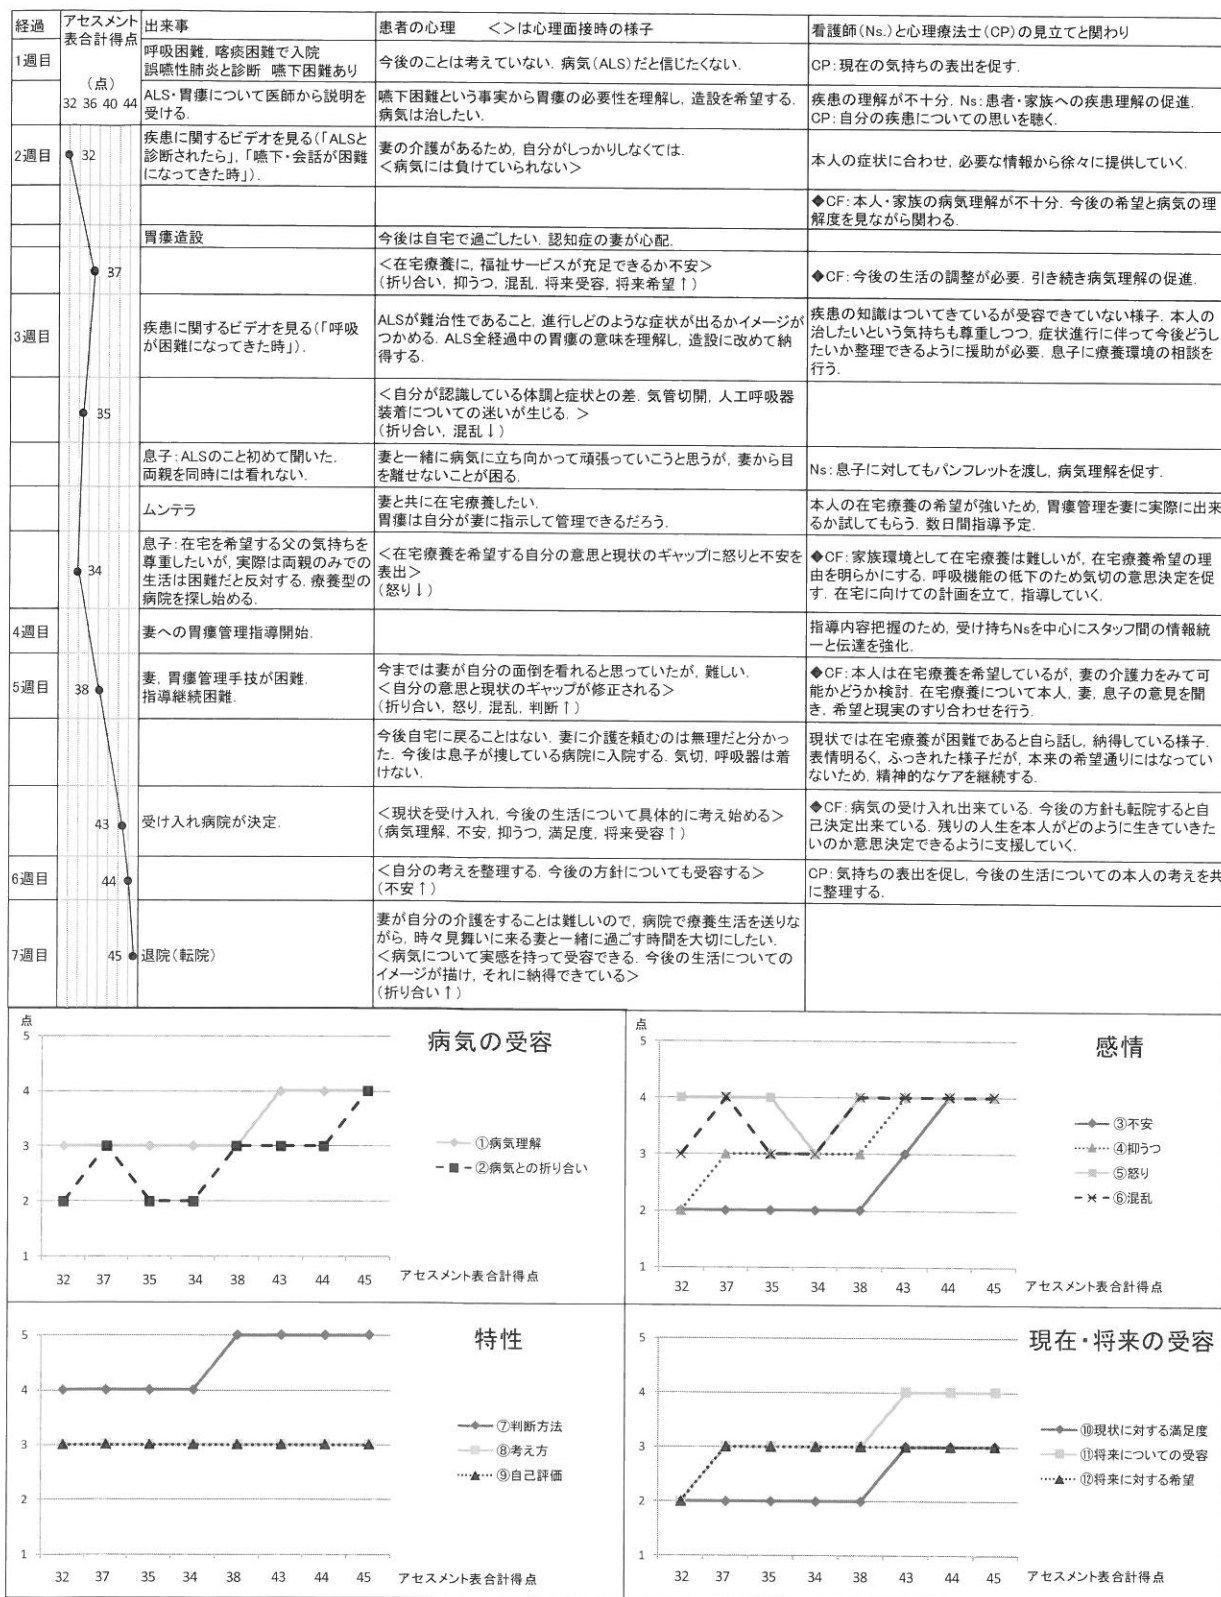 経過
アセスメント
表合計得点
出来事
患者の心理 <>は心理面接時の様子
看護師(Ns.)と心理療法士(CP)の見立てと関わり
1週目
(点)
32 36 40 44
呼吸困難, 喀痰困難で入院
誤嚥性肺炎と診断 嚥下困難あり
今後のことは考えていない. 病気(ALS)だと信じたくない.
CP: 現在の気持ちの表出を促す.
ALS・胃瘻について医師から説明を
受ける.
嚥下困難という事実から胃瘻の必要性を理解し, 造設を希望する.
病気は治したい.
疾患の理解が不十分. Ns: 患者・家族への疾患理解の促進.
CP: 自分の疾患についての思いを聴く.
2週目
32
疾患に関するビデオを見る(「ALSと
診断されたら」, 「嚥下・会話が困難
になってきた時」).
妻の介護があるため, 自分がしっかりしなくては.
<病気には負けていられない>
本人の症状に合わせ, 必要な情報から徐々に提供していく.
◆CF: 本人・家族の病気理解が不十分. 今後の希望と病気の理
解度を見ながら関わる.
胃瘻造設
今後は自宅で過ごしたい. 認知症の妻が心配.
37
<在宅療養に, 福祉サービスが充足できるか不安>
(折り合い, 抑うつ, 混乱, 将来受容, 将来希望↑)
◆CF: 今後の生活の調整が必要. 引き続き病気理解の促進.
3週目
疾患に関するビデオを見る(「呼吸
が困難になってきた時」).
ALSが難治性であること, 進行しどのような症状が出るかイメージが
つかめる. ALS全経過中の胃瘻の意味を理解し, 造設に改めて納
得する.
疾患の知識はついてきているが受容できていない様子. 本人の
治したいという気持ちも尊重しつつ, 症状進行に伴って今後どうし
たいか整理できるように援助が必要. 息子に療養環境の相談を
行う.
35
<自分が認識している体調と症状との差. 気管切開, 人工呼吸器
装着についての迷いが生じる. >
(折り合い, 混乱↓)
息子: ALSのこと初めて聞いた.
両親を同時には看れない.
妻と一緒に病気に立ち向かって頑張っていこうと思うが, 妻から目
を離せないことが困る.
Ns: 息子に対してもパンフレットを渡し, 病気理解を促す.
ムンテラ
妻と共に在宅療養したい.
胃瘻は自分が妻に指示して管理できるだろう.
本人の在宅療養の希望が強いため, 胃瘻管理を妻に実際に出来
るか試してもらう. 数日間指導予定.
34
息子: 在宅を希望する父の気持ちを
尊重したいが, 実際は両親のみでの
生活は困難だと反対する. 療養型の
病院を探し始める.
<在宅療養を希望する自分の意思と現状のギャップに怒りと不安を
表出>
(怒り↓)
◆CF: 家族環境として在宅療養は難しいが, 在宅療養希望の理
由を明らかにする. 呼吸機能の低下のため気切の意思決定を促
す. 在宅に向けての計画を立て, 指導していく.
4週目
妻への胃瘻管理指導開始.
指導内容把握のため, 受け持ちNsを中心にスタッフ間の情報統
一と伝達を強化.
5週目
38
妻, 胃瘻管理手技が困難.
指導継続困難.
今までは妻が自分の面倒を看れると思っていたが, 難しい.
<自分の意思と現状のギャップが修正される>
(折り合い, 怒り, 混乱, 判断↑)
◆CF: 本人は在宅療養を希望しているが, 妻の介護力をみて可
能かどうか検討. 在宅療養について本人, 妻, 息子の意見を聞
き, 希望と現実のすり合わせを行う.
今後自宅に戻ることはない. 妻に介護を頼むのは無理だと分かっ
た. 今後は息子が捜している病院に入院する. 気切, 呼吸器は着
けない.
現状では在宅療養が困難であると自ら話し, 納得している様子.
表情明るく, ふっきれた様子だが, 本来の希望通りにはなってい
ないため, 精神的なケアを継続する.
43
受け入れ病院が決定.
<現状を受け入れ, 今後の生活について具体的に考え始める>
(病気理解, 不安, 抑うつ, 満足度, 将来受容↑)
◆CF: 病気の受け入れ出来ている. 今後の方針も転院すると自
己決定出来ている. 残りの人生を本人がどのように生きていきた
いのか意思決定できるように支援していく.
6週目
44
<自分の考えを整理する. 今後の方針についても受容する>
(不安↑)
CP: 気持ちの表出を促し, 今後の生活についての本人の考えを共
に整理する.
7週目
45
退院(転院)
妻が自分の介護をすることは難しいので, 病院で療養生活を送りな
がら, 時々見舞いに来る妻と一緒に過ごす時間を大切にしたい.
<病気について実感を持って受容できる. 今後の生活についての
イメージが描け, それに納得できている>
(折り合い↑)
点
病気の受容
5
4
3
2
1
①病気理解
②病気との折り合い
32 37 35 34 38 43 44 45 アセスメント表合計得点
点
感情
5
4
3
2
1
③不安
④抑うつ
⑤怒り
⑥混乱
32 37 35 34 38 43 44 45 アセスメント表合計得点
特性
5
4
3
2
1
⑦判断方法
⑧考え方
⑨自己評価
32 37 35 34 38 43 44 45 アセスメント表合計得点
現在・将来の受容
5
4
3
2
1
⑩現状に対する満足度
⑪将来についての受容
⑫将来に対する希望
32 37 35 34 38 43 44 45 アセスメント表合計得点